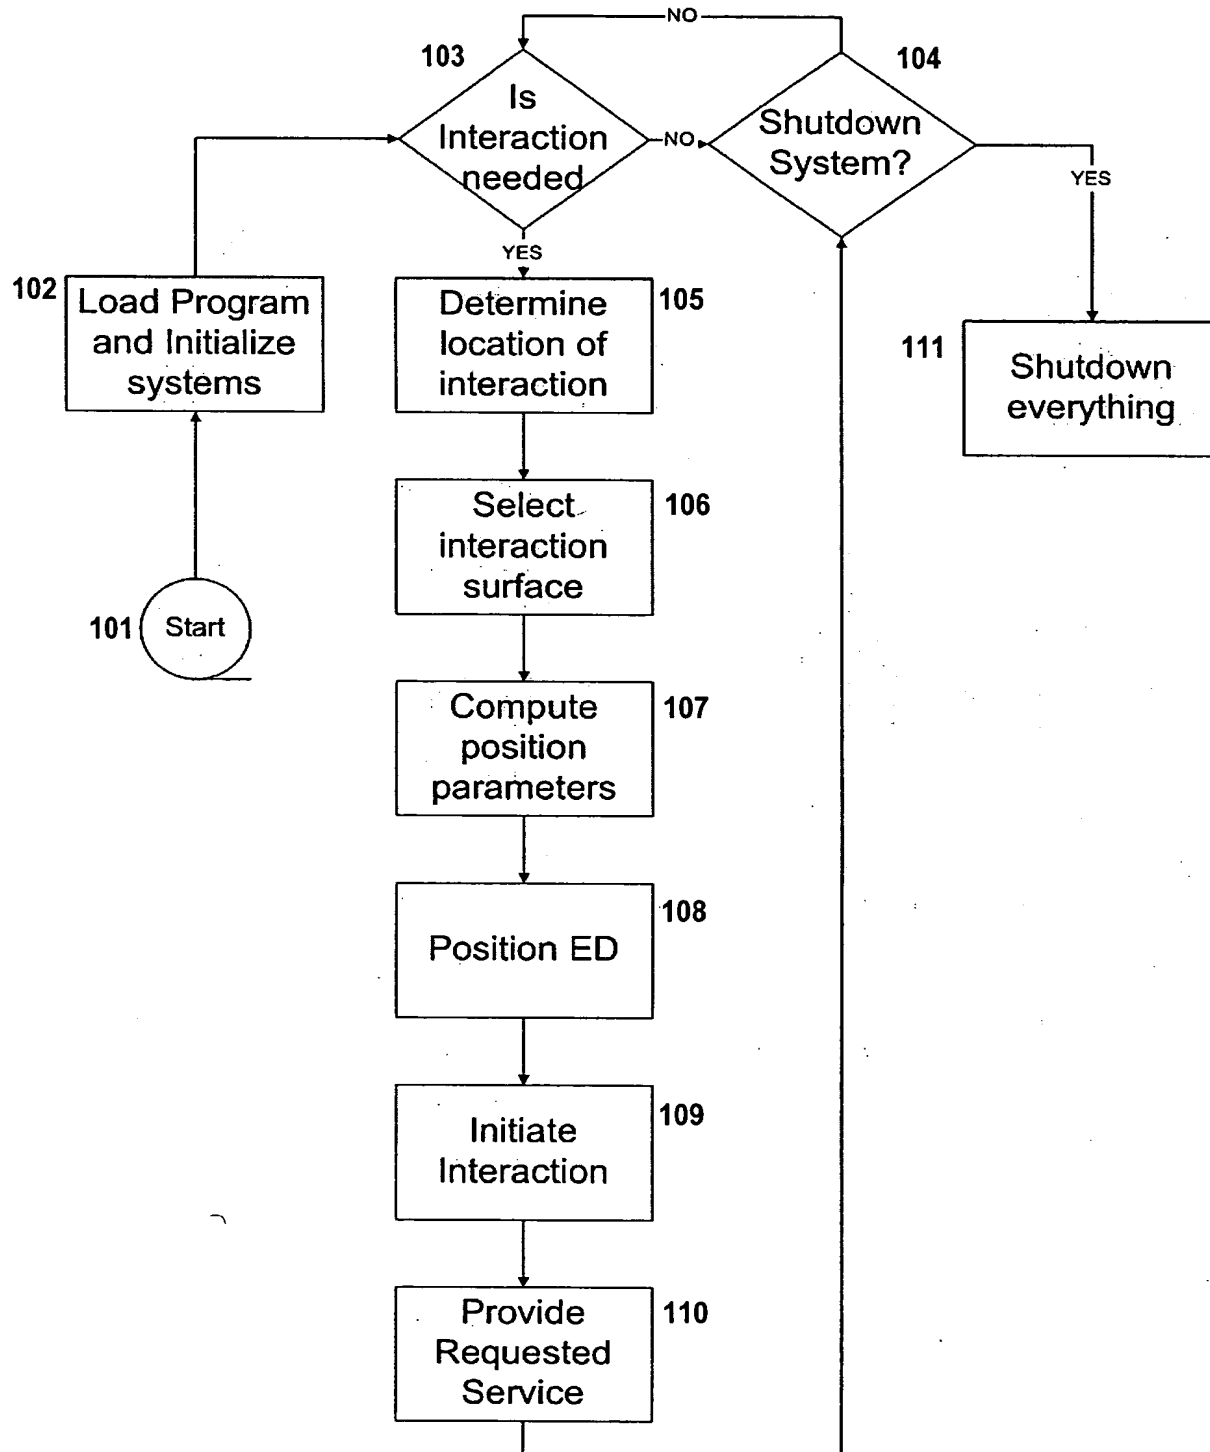 NO
103
104
Is
Interaction
needed
NO
Shutdown
System?
YES
YES
102
Load Program
and Initialize
systems
105
Determine
location of
interaction
111
Shutdown
everything
106
Select
interaction
surface
101
Start
107
Compute
position
parameters
108
Position ED
109
Initiate
Interaction
110
Provide
Requested
Service